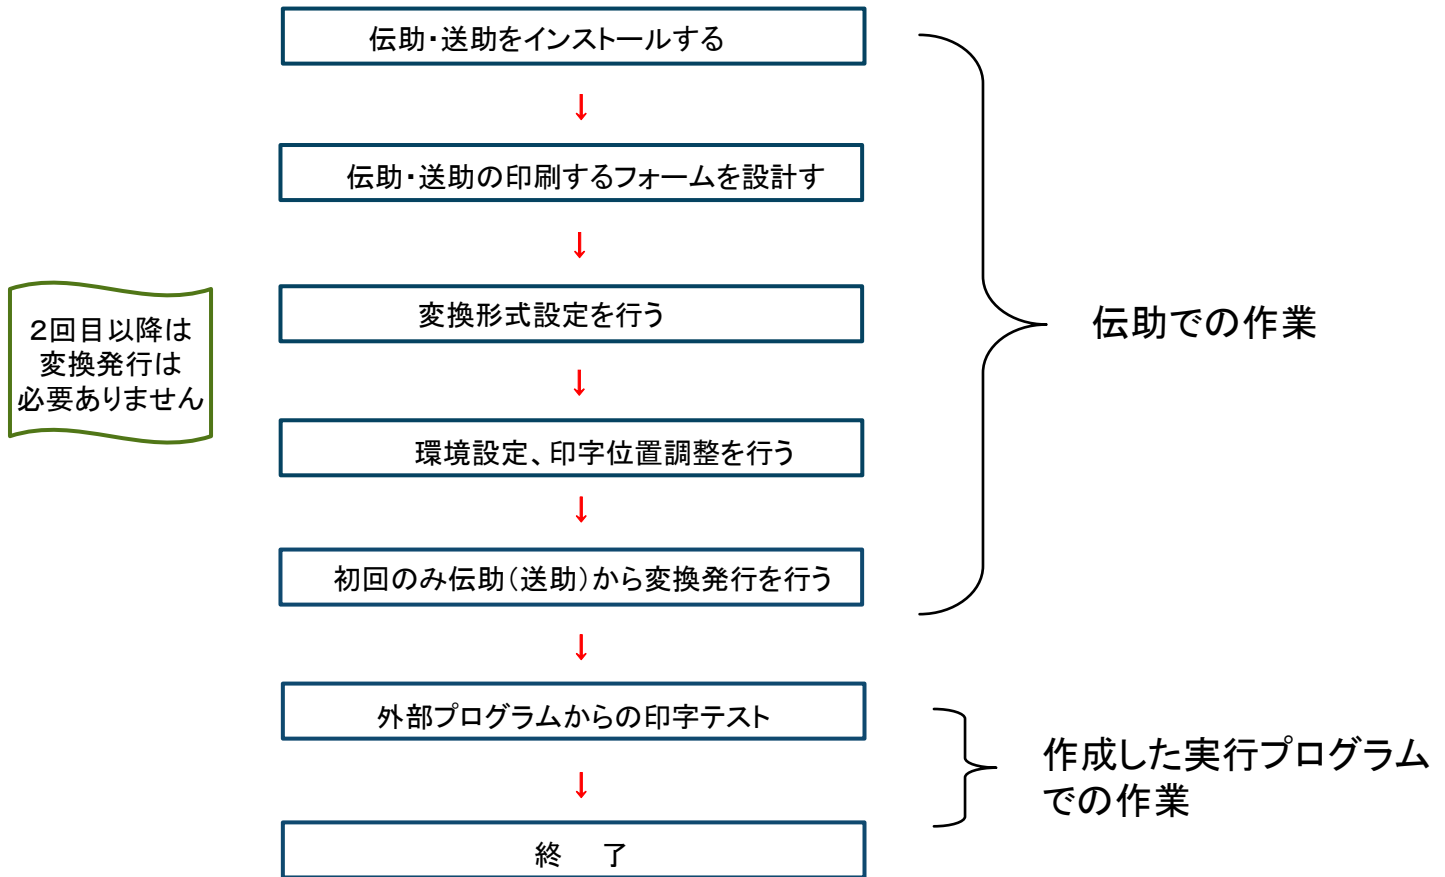 伝助・送助をインストールする
↓
伝助・送助の印刷するフォームを設計す
↓
変換形式設定を行う
2回目以降は
変換発行は
必要ありません
伝助での作業
↓
環境設定、印字位置調整を行う
↓
初回のみ伝助(送助)から変換発行を行う
↓
外部プログラムからの印字テスト
作成した実行プログラム
での作業
↓
終 了